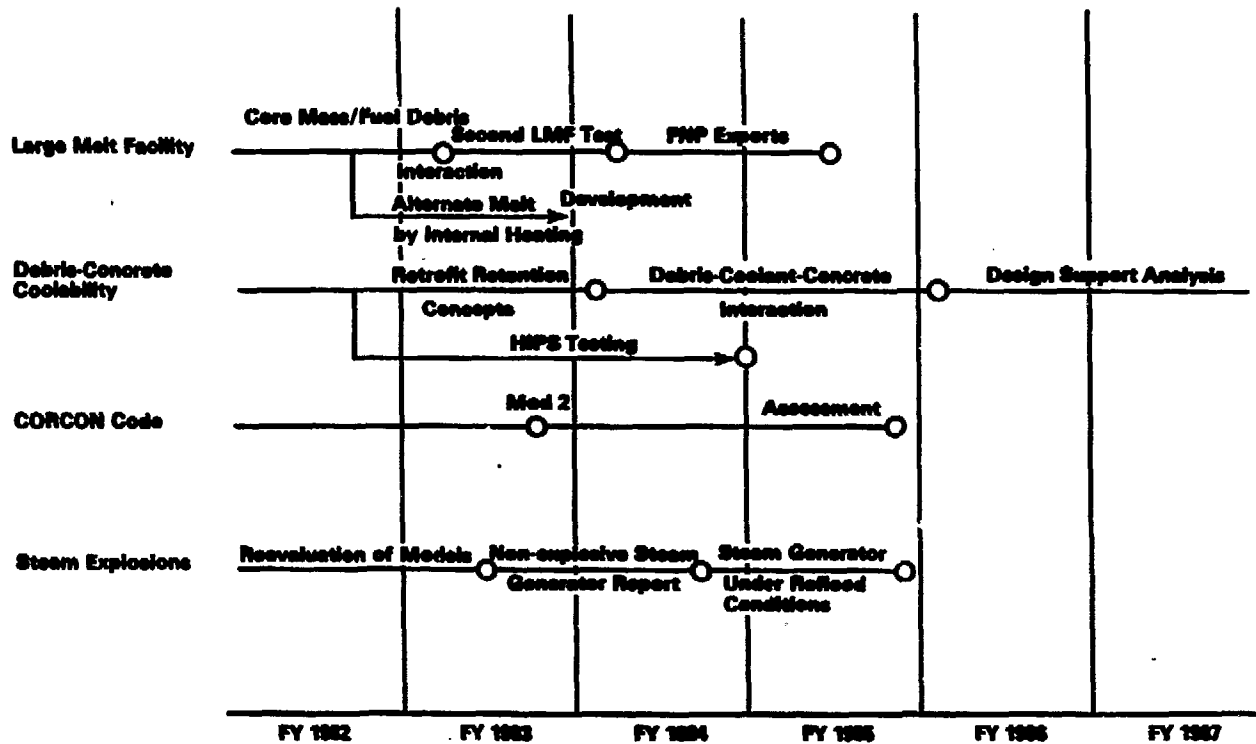 Core Mass/Fuel Debris
Large Melt Facility
Second LMF Test
FNP Experts
Interaction
Alternate Melt
Development
by Internal Heating
Debris-Concrete
Coolability
Retrofit Retention
Debris-Coolant-Concrete
Design Support Analysis
Concepts
Interaction
HIPS Testing
CORCON Code
Mod 2
Assessment
Steam Explosions
Reevaluation of Models
Non-explosive Steam
Steam Generator
Generator Report
Under Reflood
Conditions
FY 1982
FY 1983
FY 1984
FY 1985
FY 1986
FY 1987